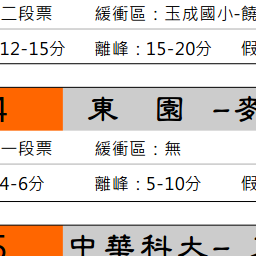 二段票 緩衝區：玉成國小-饒
12-15分 離峰：15-20分 假
4 東 園 -麥
一段票 緩衝區：無
4-6分 離峰：5-10分 假
5 中華科大-